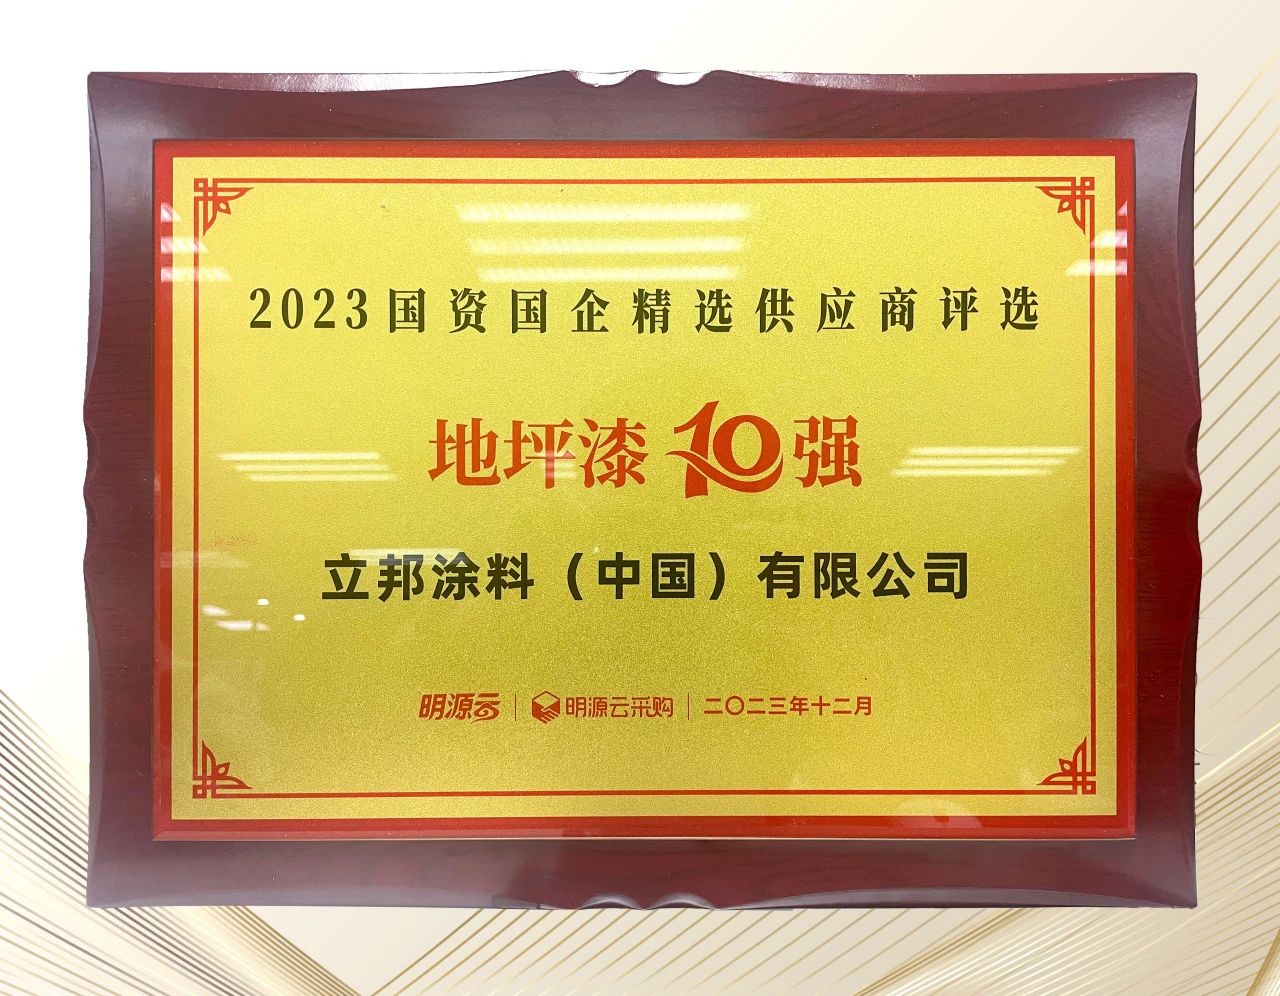 2023国资国企精选供应商评选
地坪漆10强
立邦涂料（中国）有限公司
明源云 | 明源云采购 | 二〇二三年十二月